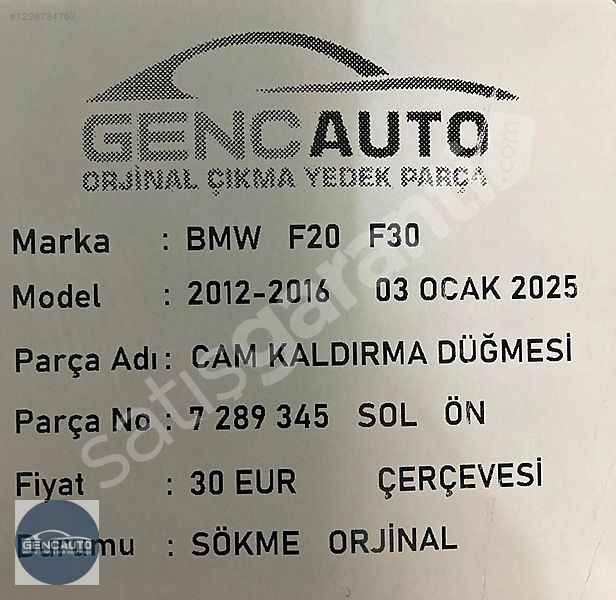 #1220734763
GENCAUTO
ORJİNAL ÇIKMA YEDEK PARÇA
Marka : BMW F20 F30
Model : 2012-2016 03 OCAK 2025
Parça Adı : CAM KALDIRMA DÜĞMESİ
Parça No : 7 289 345 SOL ÖN
Fiyat : 30 EUR ÇERÇEVESİ
Durumu : SÖKME ORJİNAL
GENCAUTO
satışgaranti.com